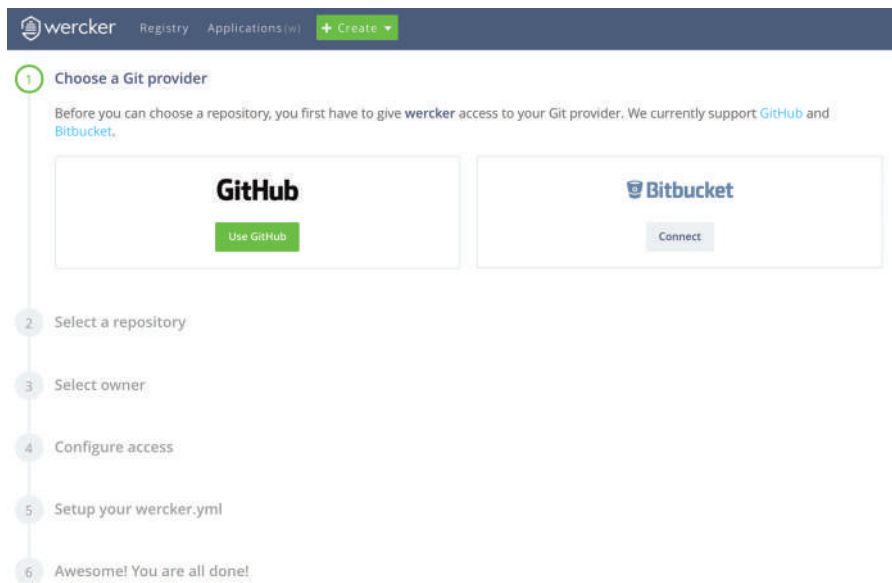 wercker Registry Applications (w) + Create
1 Choose a Git provider
Before you can choose a repository, you first have to give wercker access to your Git provider. We currently support GitHub and
Bitbucket.
GitHub Bitbucket
Use GitHub Connect
2 Select a repository
3 Select owner
4 Configure access
5 Setup your wercker.yml
6 Awesome! You are all done!